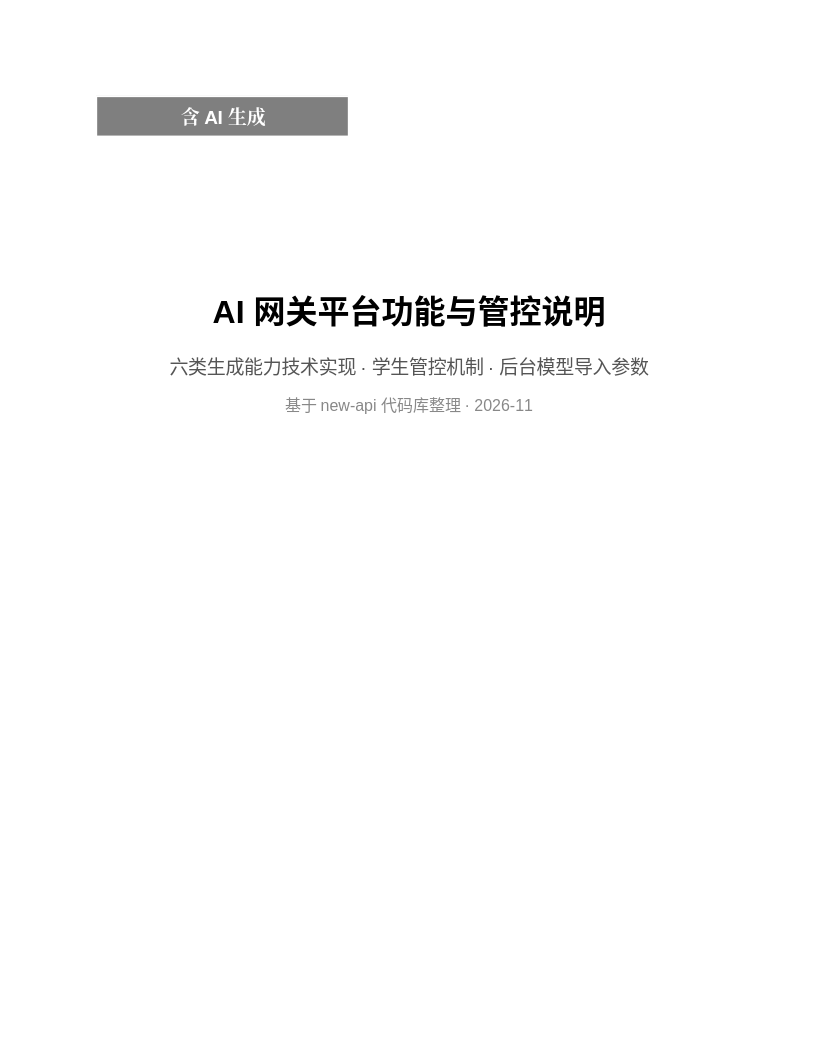 含 AI 生成
AI 网关平台功能与管控说明
六类生成能力技术实现 · 学生管控机制 · 后台模型导入参数
基于 new-api 代码库整理 · 2026-11